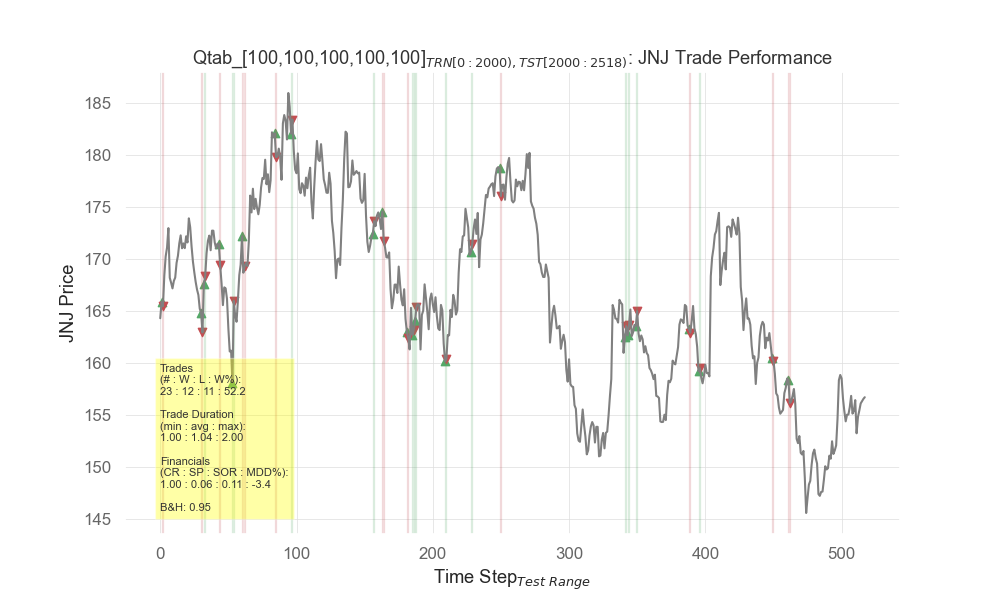 Qtab_[100,100,100,100,100]TRN[0 : 2000), TST[2000 : 2518): JNJ Trade Performance
185
180
175
170
165
160
155
150
145
JNJ Price
Trades
(# : W : L : W%):
23 : 12 : 11 : 52.2
Trade Duration
(min : avg : max):
1.00 : 1.04 : 2.00
Financials
(CR : SP : SOR : MDD%):
1.00 : 0.06 : 0.11 : -3.4
B&H: 0.95
0 100 200 300 400 500
Time StepTest Range